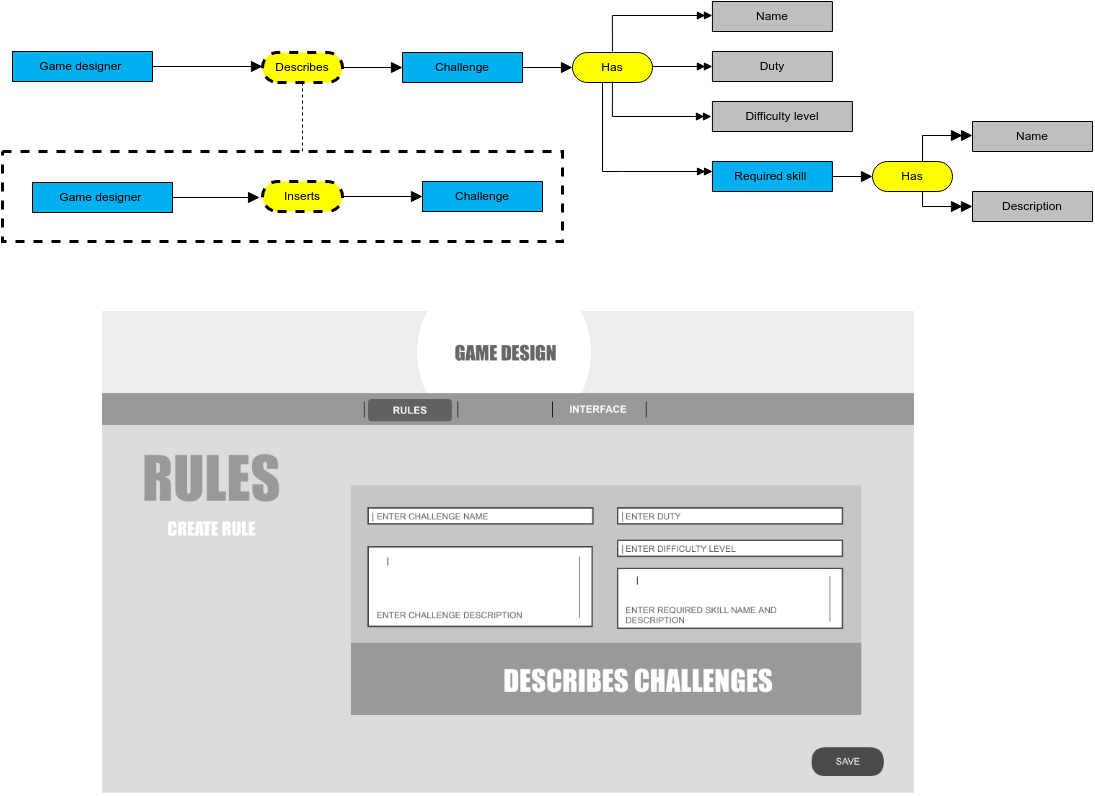 Name
Game designer
Describes
Challenge
Has
Duty
Difficulty level
Name
Required skill
Has
Game designer
Inserts
Challenge
Description
GAME DESIGN
RULES
INTERFACE
RULES
CREATE RULE
ENTER CHALLENGE NAME
ENTER DUTY
ENTER DIFFICULTY LEVEL
ENTER CHALLENGE DESCRIPTION
ENTER REQUIRED SKILL NAME AND
DESCRIPTION
DESCRIBES CHALLENGES
SAVE